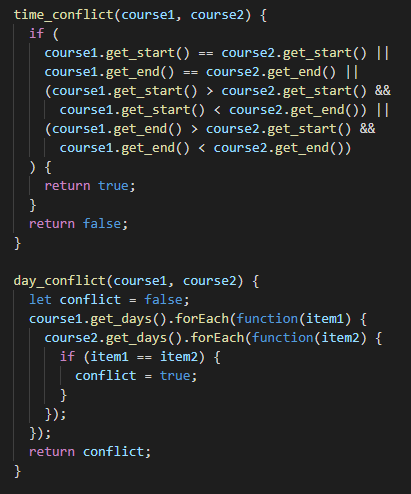 time_conflict(course1, course2) {
  if (
    course1.get_start() == course2.get_start() ||
    course1.get_end() == course2.get_end() ||
    (course1.get_start() > course2.get_start() &&
      course1.get_start() < course2.get_end()) ||
    (course1.get_end() > course2.get_start() &&
      course1.get_end() < course2.get_end())
  ) {
    return true;
  }
  return false;
}

day_conflict(course1, course2) {
  let conflict = false;
  course1.get_days().forEach(function(item1) {
    course2.get_days().forEach(function(item2) {
      if (item1 == item2) {
        conflict = true;
      }
    });
  });
  return conflict;
}